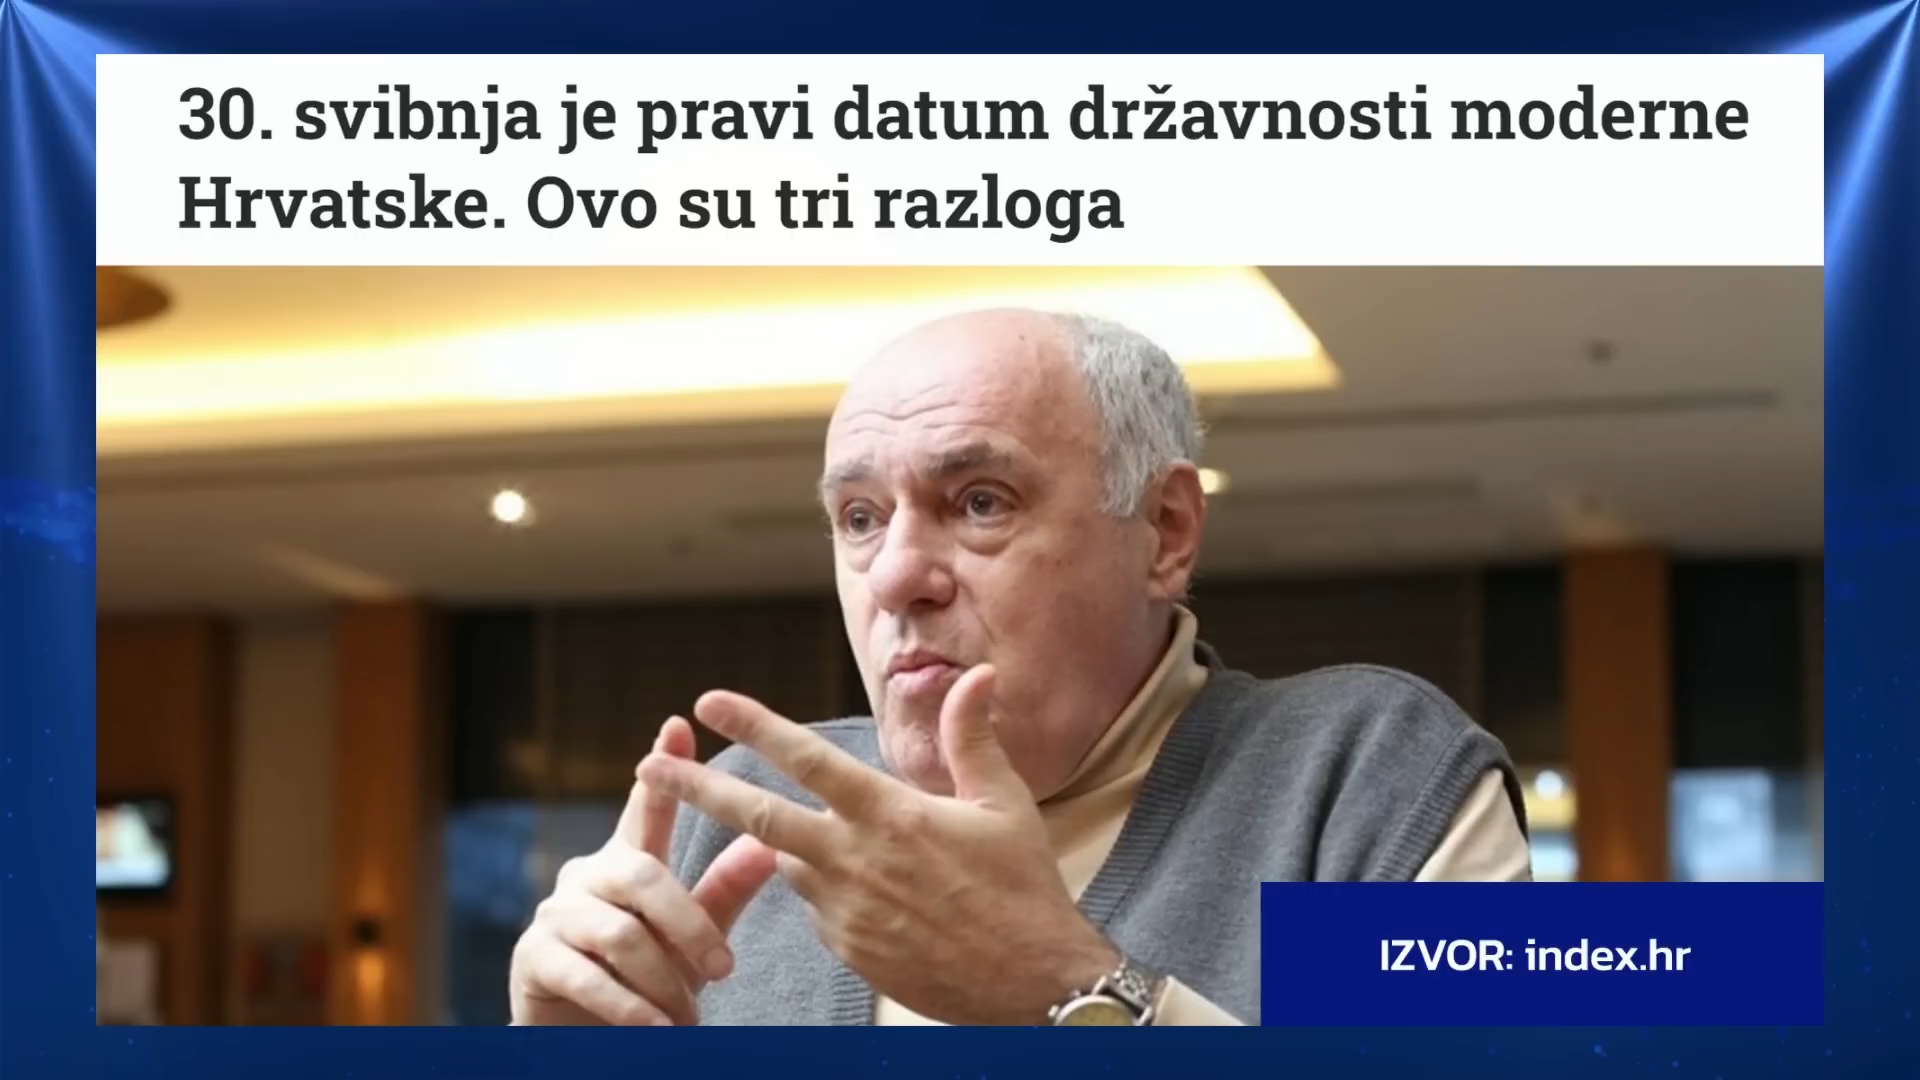 30. svibnja je pravi datum državnosti moderne
Hrvatske. Ovo su tri razloga
IZVOR: index.hr